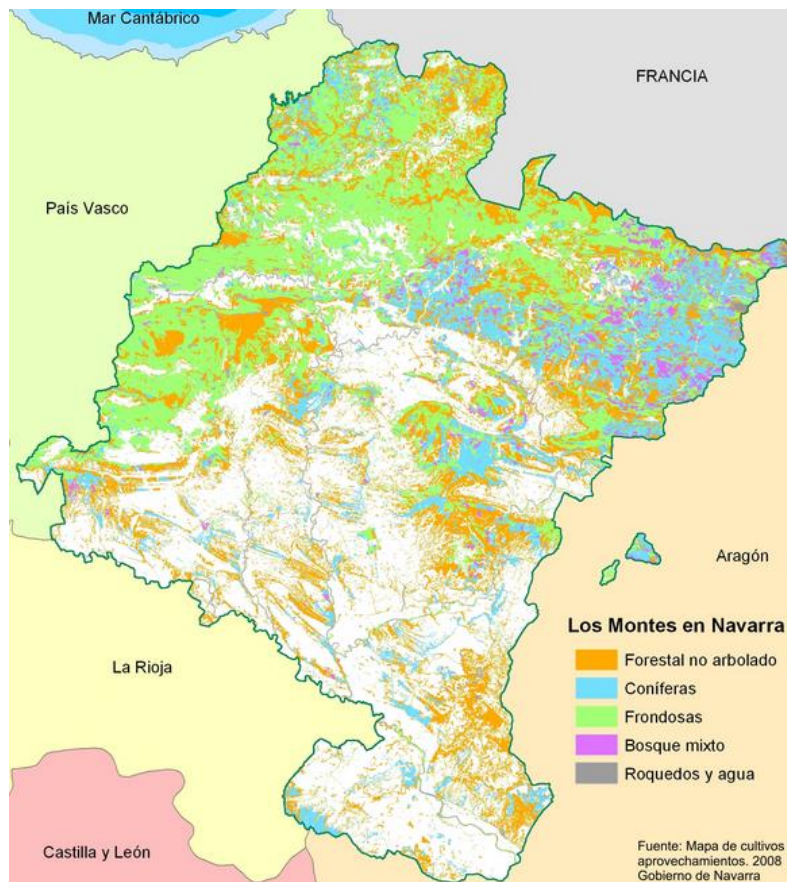 Mar Cantábrico
FRANCIA
País Vasco
Aragón
La Rioja
Castilla y León
Los Montes en Navarra
Forestal no arbolado
Coníferas
Frondosas
Bosque mixto
Roquedos y agua
Fuente: Mapa de cultivos
aprovechamientos. 2008
Gobierno de Navarra